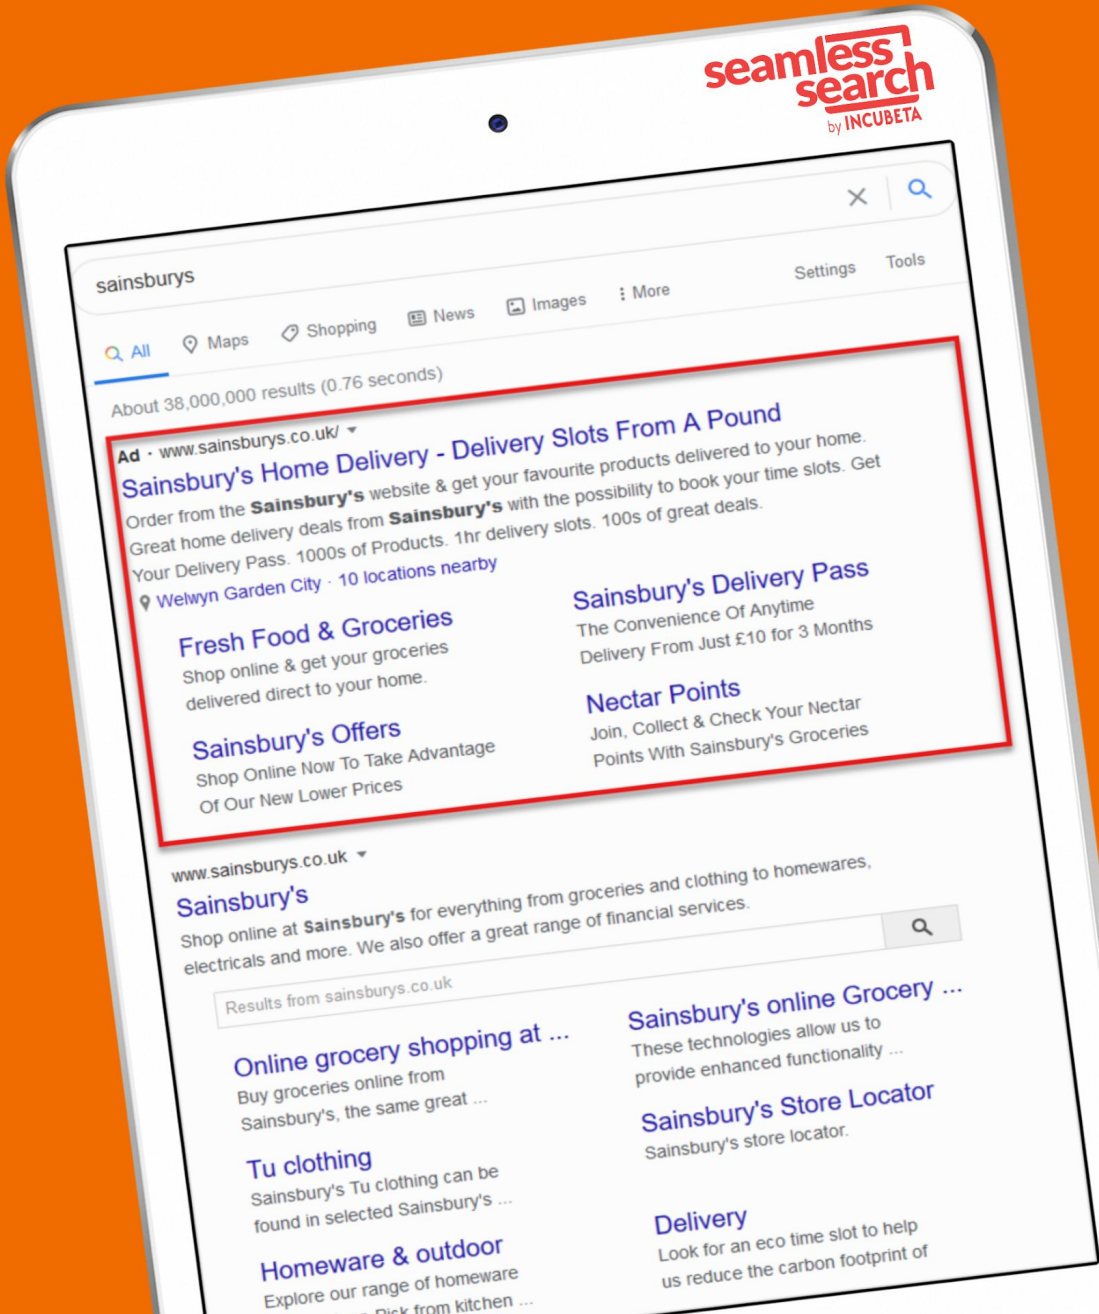 seamless
search
by INCUBETA
sainsburys
Settings Tools
All Maps Shopping News Images More
About 38,000,000 results (0.76 seconds)
Ad · www.sainsburys.co.uk/
Sainsbury's Home Delivery - Delivery Slots From A Pound
Order from the Sainsbury's website & get your favourite products delivered to your home.
Great home delivery deals from Sainsbury's with the possibility to book your time slots. Get
Your Delivery Pass. 1000s of Products. 1hr delivery slots. 100s of great deals.
Welwyn Garden City · 10 locations nearby
Fresh Food & Groceries
Shop online & get your groceries
delivered direct to your home.
Sainsbury's Delivery Pass
The Convenience Of Anytime
Delivery From Just £10 for 3 Months
Sainsbury's Offers
Shop Online Now To Take Advantage
Of Our New Lower Prices
Nectar Points
Join, Collect & Check Your Nectar
Points With Sainsbury's Groceries
www.sainsburys.co.uk
Sainsbury's
Shop online at Sainsbury's for everything from groceries and clothing to homewares,
electricals and more. We also offer a great range of financial services.
Results from sainsburys.co.uk
Online grocery shopping at ...
Buy groceries online from
Sainsbury's, the same great ...
Sainsbury's online Grocery ...
These technologies allow us to
provide enhanced functionality ...
Tu clothing
Sainsbury's Tu clothing can be
found in selected Sainsbury's ...
Sainsbury's Store Locator
Sainsbury's store locator.
Homeware & outdoor
Explore our range of homeware
Pick from kitchen ...
Delivery
Look for an eco time slot to help
us reduce the carbon footprint of